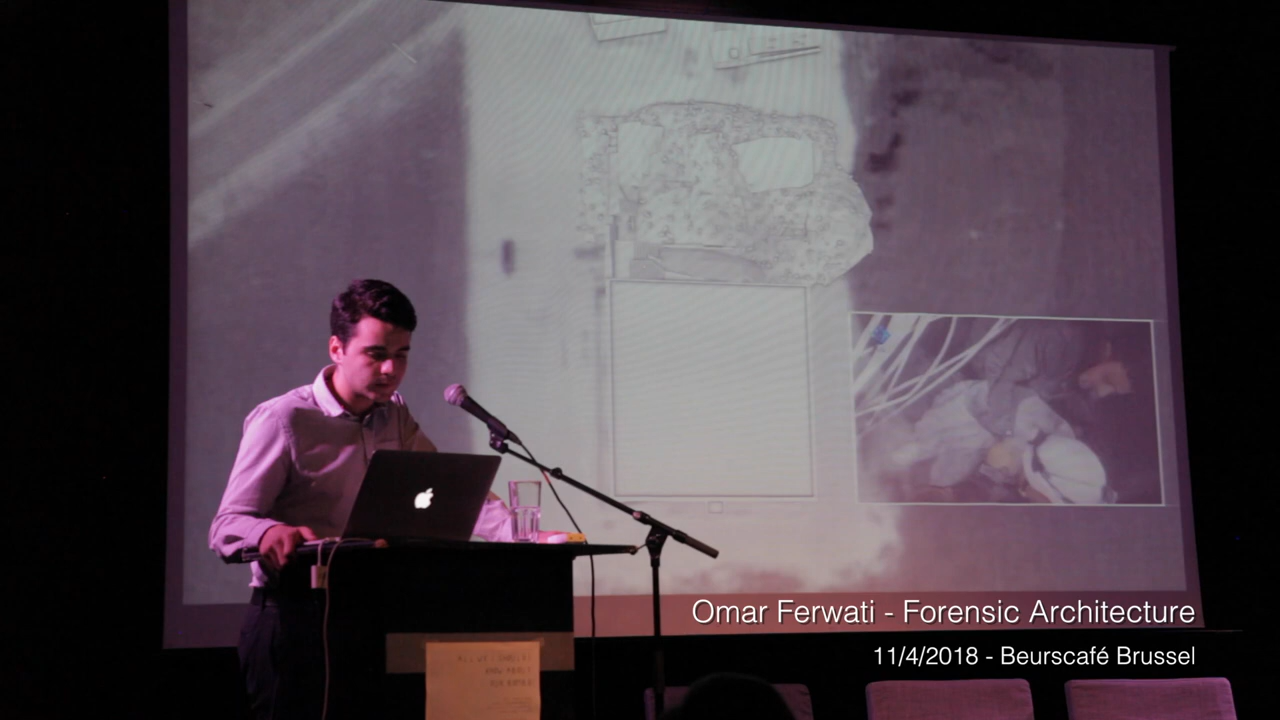 Omar Ferwati - Forensic Architecture
11/4/2018 - Beurscafé Brussel